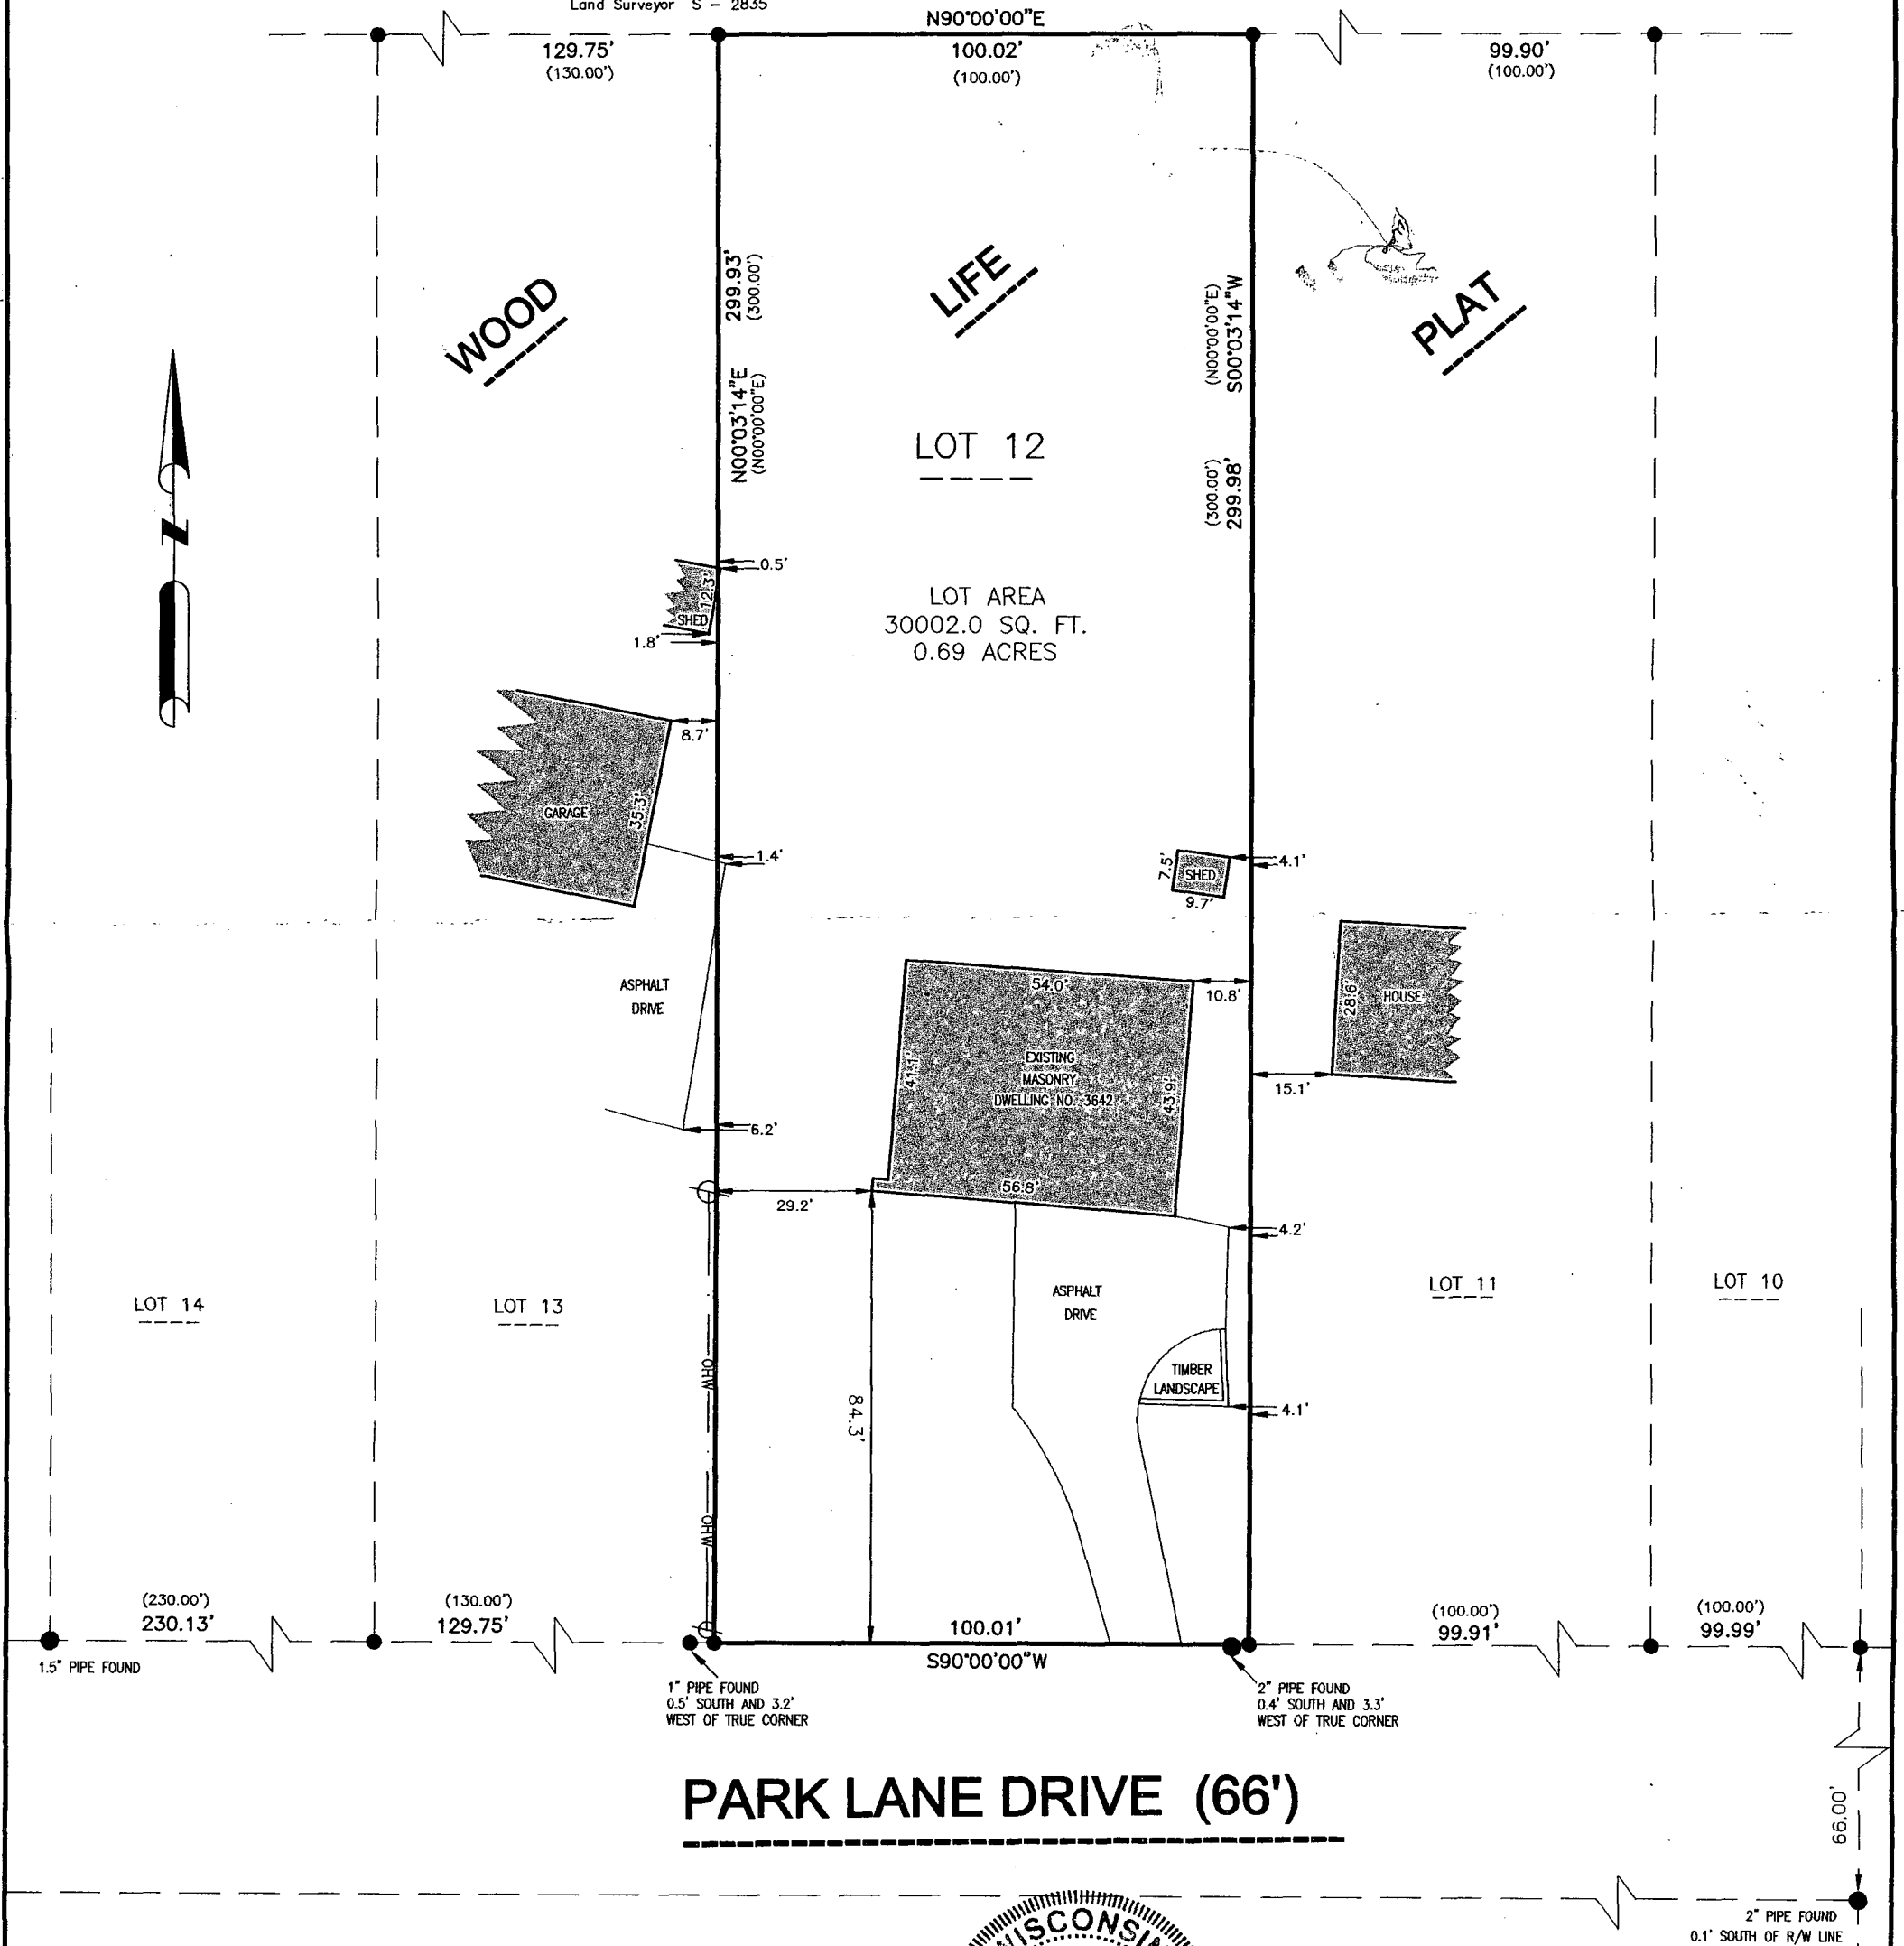 Land Surveyor S - 2835
N90°00'00"E
129.75'
(130.00')
100.02'
(100.00')
99.90'
(100.00')
WOOD
LIFE
PLAT
299.93'
(300.00')
N00°03'14"E
(N00°00'00"E)
(N00°00'00"E)
S00°03'14"W
(300.00')
299.98'
N
LOT 12
LOT AREA
30002.0 SQ. FT.
0.69 ACRES
0.5'
12.3'
SHED
1.8'
8.7'
GARAGE
35.3'
1.4'
7.5'
SHED
9.7'
4.1'
ASPHALT
DRIVE
54.0'
10.8'
28.6'
HOUSE
15.1'
41.1'
EXISTING
MASONRY
DWELLING NO. 3642
43.9'
6.2'
29.2'
56.8'
4.2'
LOT 14
LOT 13
ASPHALT
DRIVE
LOT 11
LOT 10
OHW
84.3'
TIMBER
LANDSCAPE
4.1'
OHW
(230.00')
230.13'
(130.00')
129.75'
100.01'
S90°00'00"W
(100.00')
99.91'
(100.00')
99.99'
1.5" PIPE FOUND
1" PIPE FOUND
0.5' SOUTH AND 3.2'
WEST OF TRUE CORNER
2" PIPE FOUND
0.4' SOUTH AND 3.3'
WEST OF TRUE CORNER
PARK LANE DRIVE (66')
66.00'
WISCONSIN
2" PIPE FOUND
0.1' SOUTH OF R/W LINE